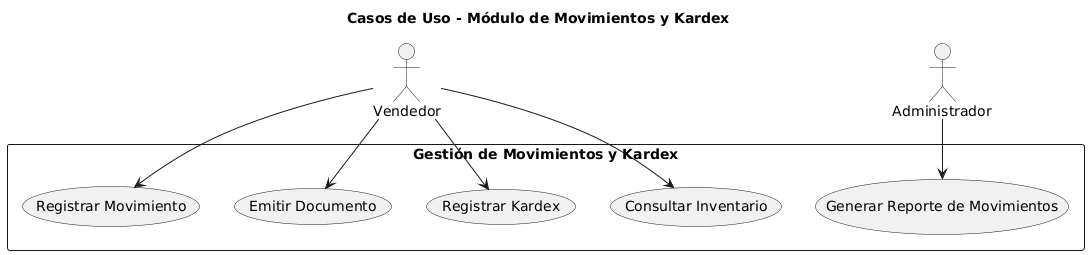 Casos de Uso - Módulo de Movimientos y Kardex
Vendedor
Administrador
Gestión de Movimientos y Kardex
Registrar Movimiento
Emitir Documento
Registrar Kardex
Consultar Inventario
Generar Reporte de Movimientos